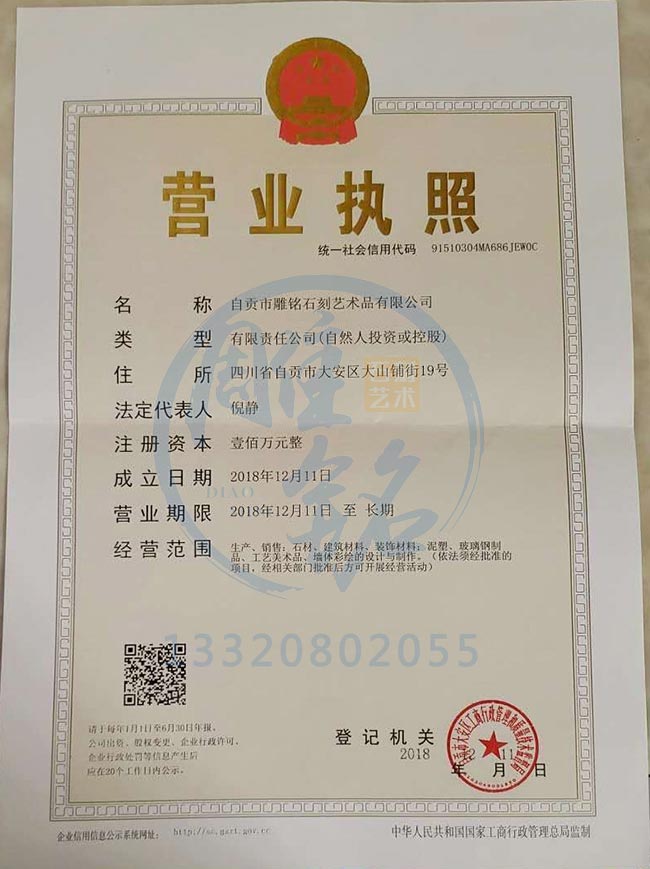 营业执照
统一社会信用代码 91510304MA686JEW0C
名称 自贡市雕铭石刻艺术品有限公司
类型 有限责任公司(自然人投资或控股)
住所 四川省自贡市大安区大山铺街19号
法定代表人 倪静
注册资本 壹佰万元整
成立日期 2018年12月11日
营业期限 2018年12月11日 至 长期
经营范围 生产、销售：石材、建筑材料、装饰材料；泥塑、玻璃钢制
品、工艺美术品、墙体彩绘的设计与制作。（依法须经批准的
项目，经相关部门批准后方可开展经营活动）
雕铭
艺术
DIAO
13320802055
请于每年1月1日至6月30日年报。
公司出资、股权变更、企业行政许可、
企业行政处罚等信息产生后
应在20个工作日内公示。
登记机关
2018 年 月 11 日
企业信用信息公示系统网址：
中华人民共和国国家工商行政管理总局监制